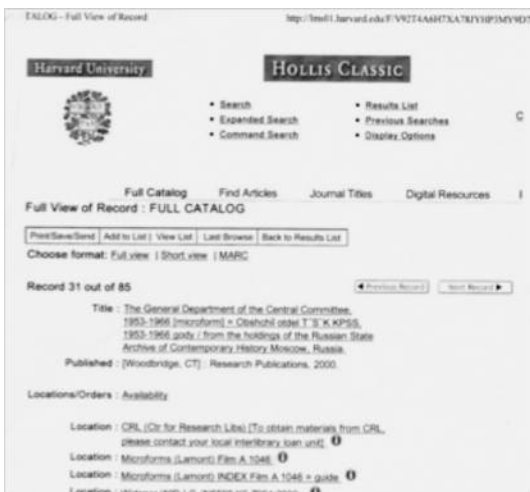 TALOG - Full View of Record
Harvard University
HOLLIS CLASSIC
• Search
• Expanded Search
• Command Search
• Results List
• Previous Searches
• Display Options
C
Full Catalog Find Articles Journal Titles Digital Resources
Full View of Record : FULL CATALOG
Print/Save/Send | Add to List | View List | Last Browse | Back to Results List
Choose format: Full view | Short view | MARC
Record 31 out of 85
◀ Previous Record Next Record ▶
Title : The General Department of the Central Committee,
1953-1966 [microform] = Obshchiĭ otdel T͡S͡K KPSS,
1953-1966 gody / from the holdings of the Russian State
Archive of Contemporary History Moscow, Russia.
Published : [Woodbridge, CT] : Research Publications, 2000.
Locations/Orders : Availability
Location : CRL (Ctr for Research Libs) [To obtain materials from CRL,
please contact your local interlibrary loan unit]
Location : Microforms (Lamont) Film A 1046
Location : Microforms (Lamont) INDEX Film A 1046 + guide
Location :